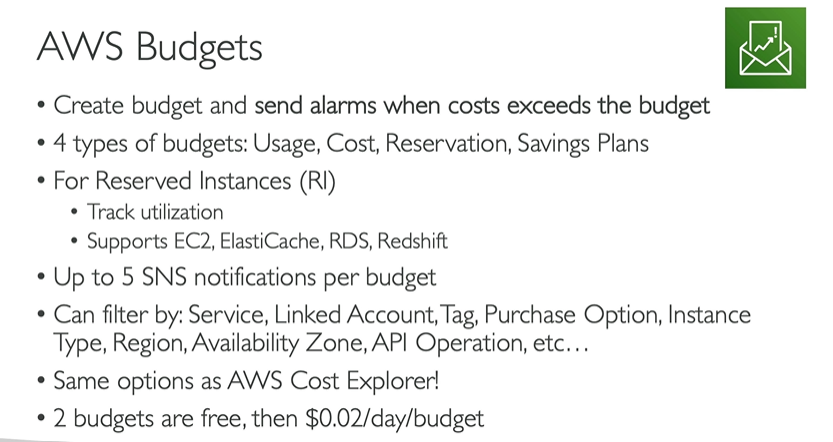 AWS Budgets
• Create budget and send alarms when costs exceeds the budget
• 4 types of budgets: Usage, Cost, Reservation, Savings Plans
• For Reserved Instances (RI)
• Track utilization
• Supports EC2, ElastiCache, RDS, Redshift
• Up to 5 SNS notifications per budget
• Can filter by: Service, Linked Account, Tag, Purchase Option, Instance
Type, Region, Availability Zone, API Operation, etc…
• Same options as AWS Cost Explorer!
• 2 budgets are free, then $0.02/day/budget